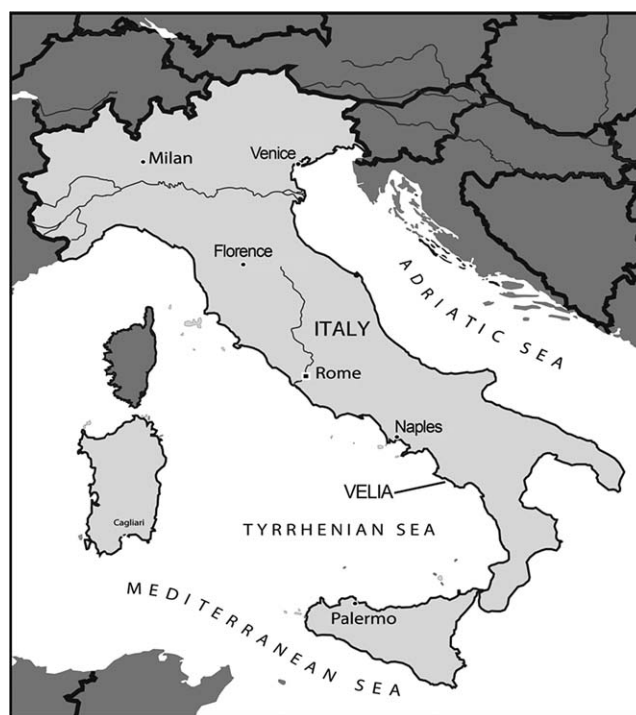 Milan
Venice
Florence
ADRIATIC SEA
ITALY
Rome
Naples
VELIA
Cagliari
TYRRHENIAN SEA
MEDITERRANEAN SEA
Palermo